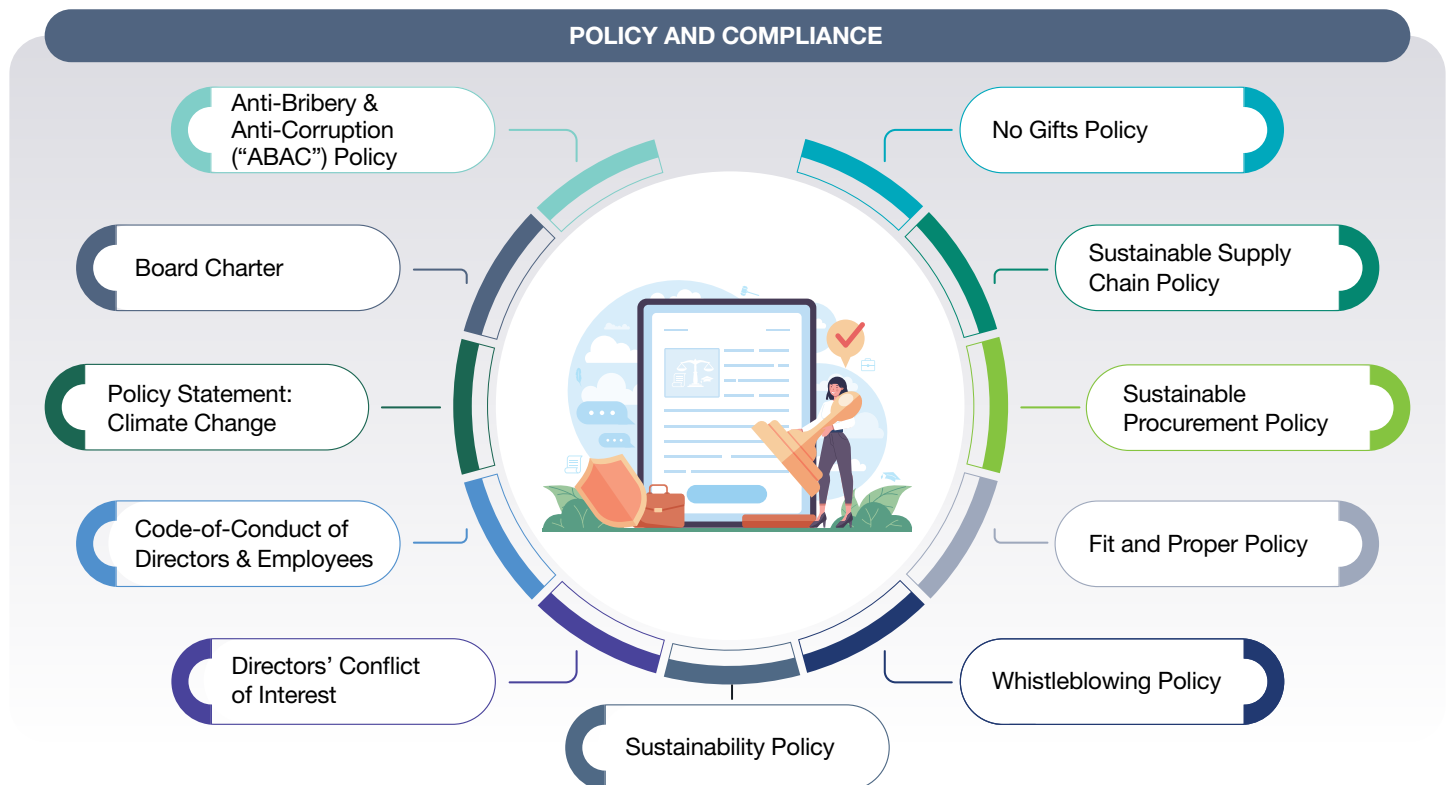 POLICY AND COMPLIANCE
Anti-Bribery &
Anti-Corruption
(“ABAC”) Policy
Board Charter
Policy Statement:
Climate Change
Code-of-Conduct of
Directors & Employees
Directors’ Conflict
of Interest
Sustainability Policy
No Gifts Policy
Sustainable Supply
Chain Policy
Sustainable
Procurement Policy
Fit and Proper Policy
Whistleblowing Policy